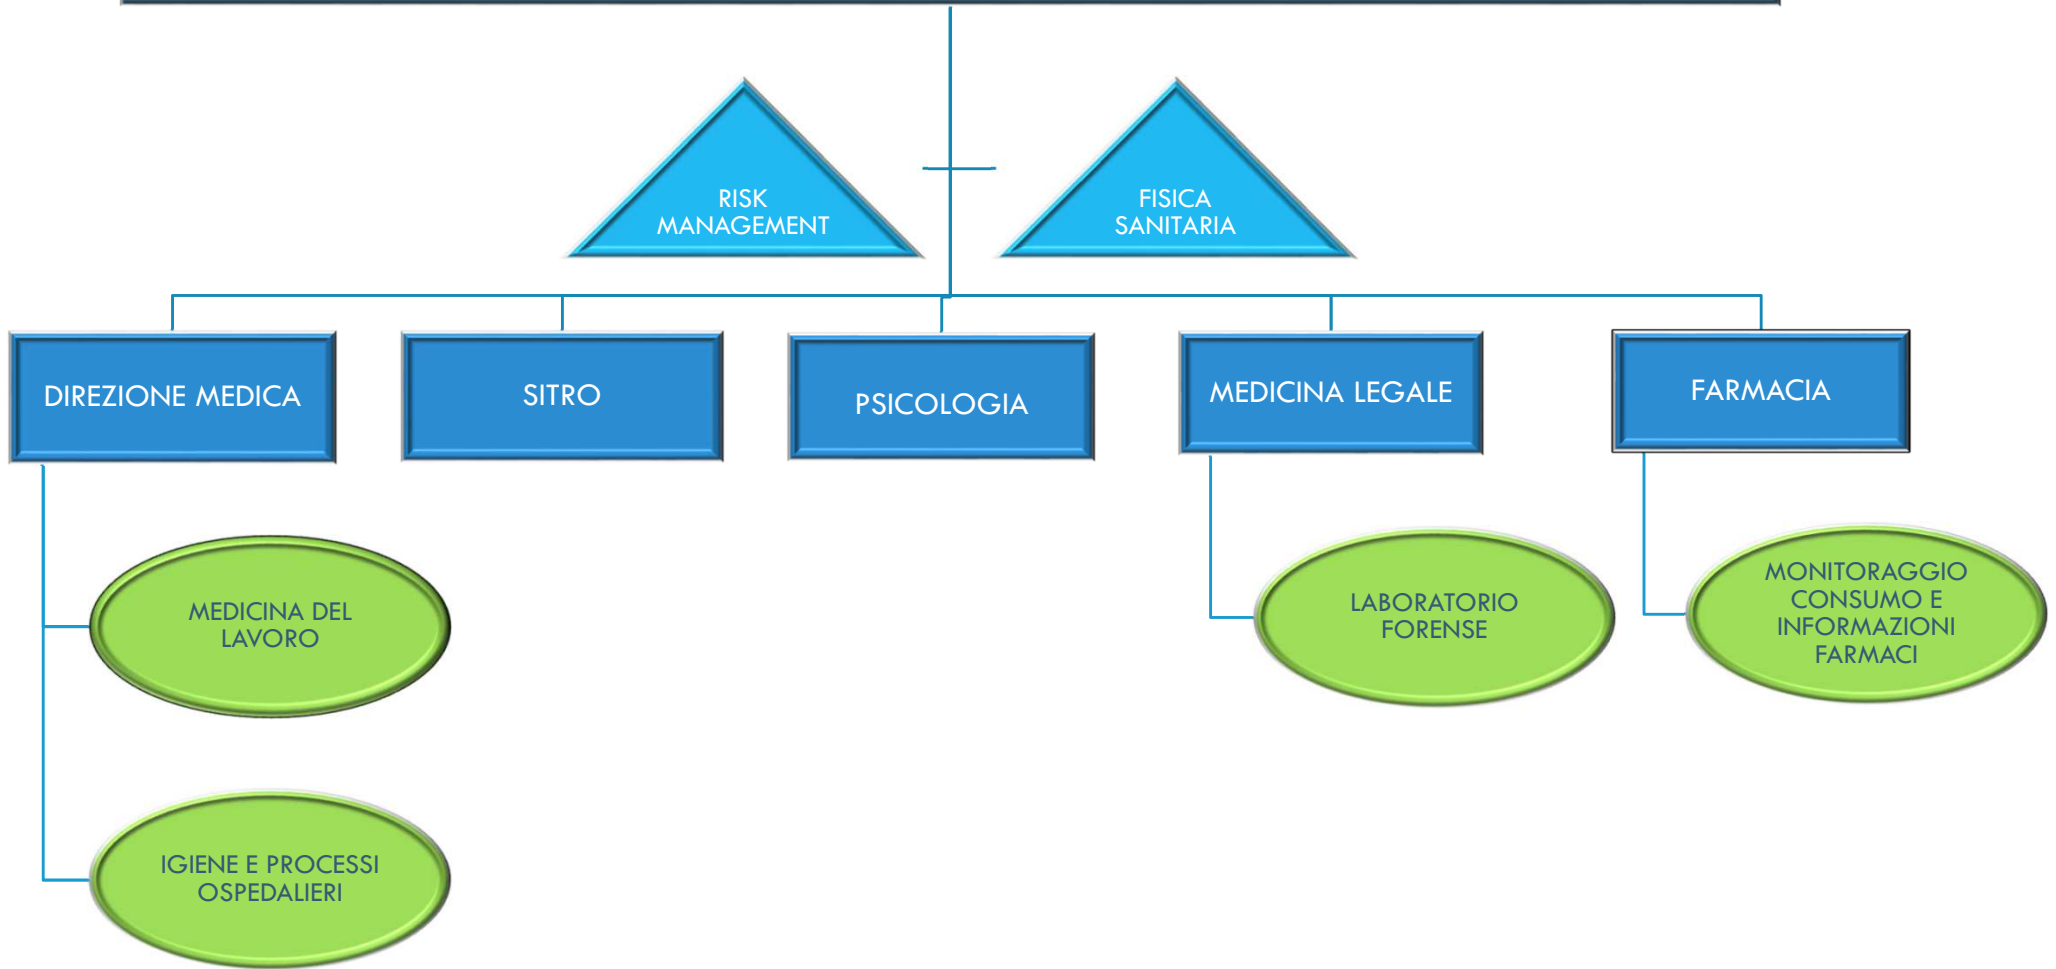 RISK
MANAGEMENT
FISICA
SANITARIA
DIREZIONE MEDICA
SITRO
PSICOLOGIA
MEDICINA LEGALE
FARMACIA
MEDICINA DEL
LAVORO
LABORATORIO
FORENSE
MONITORAGGIO
CONSUMO E
INFORMAZIONI
FARMACI
IGIENE E PROCESSI
OSPEDALIERI